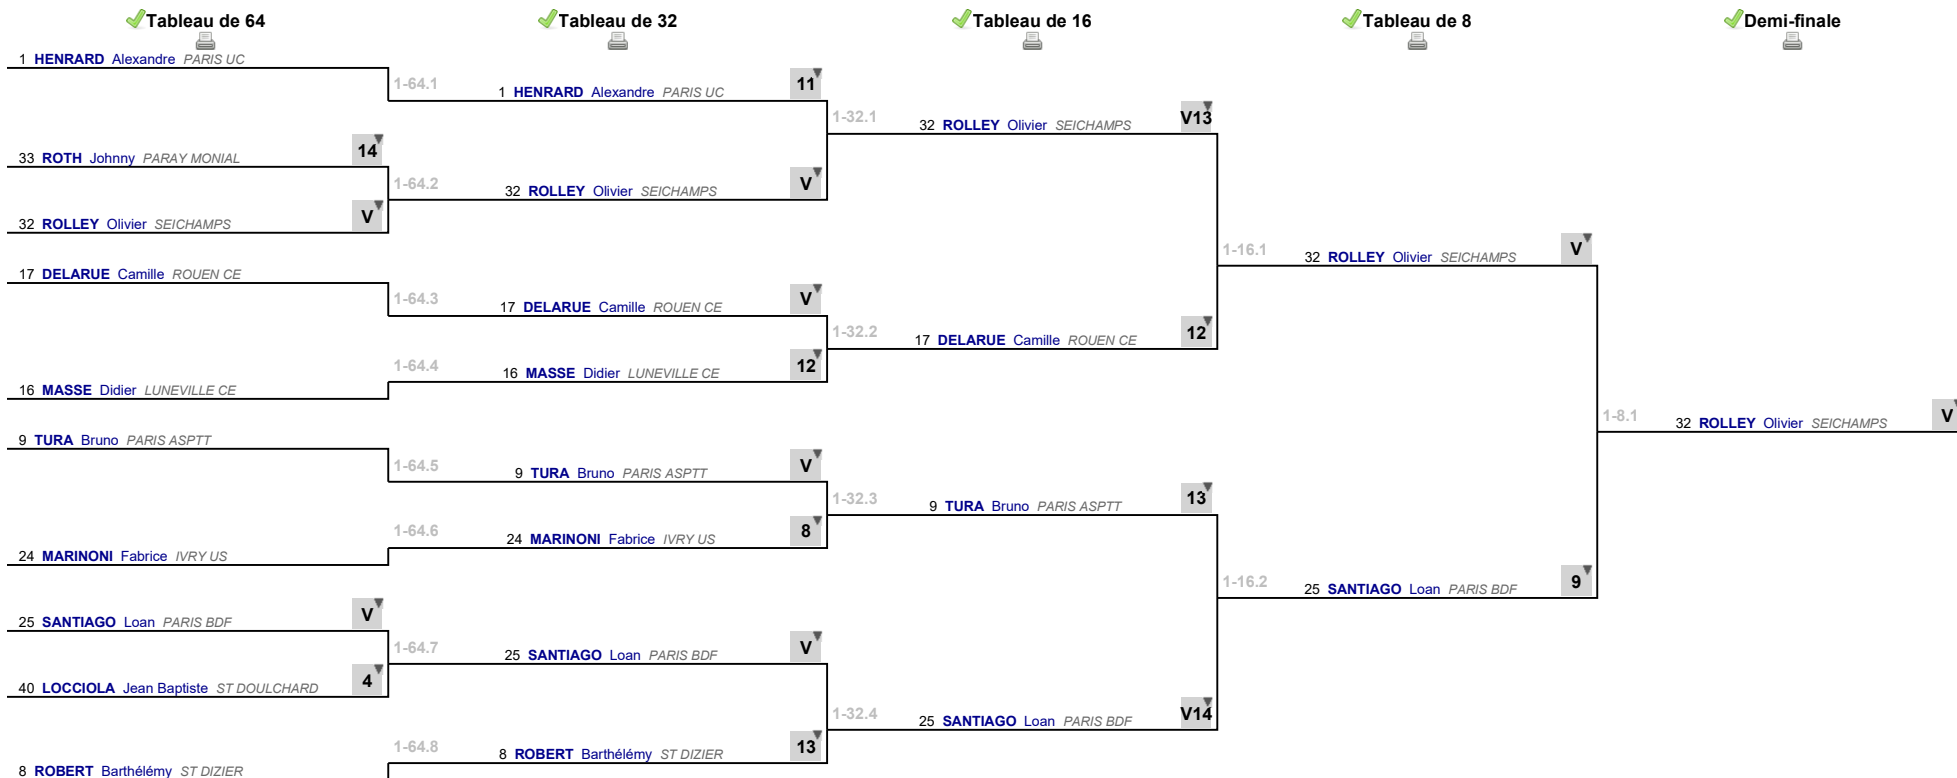 Tableau de 64
Tableau de 32
Tableau de 16
Tableau de 8
Demi-finale
1 HENRARD Alexandre PARIS UC
1-64.1
1 HENRARD Alexandre PARIS UC
11
1-32.1
32 ROLLEY Olivier SEICHAMPS
V13
33 ROTH Johnny PARAY MONIAL
14
1-64.2
32 ROLLEY Olivier SEICHAMPS
V
32 ROLLEY Olivier SEICHAMPS
V
1-16.1
32 ROLLEY Olivier SEICHAMPS
V
17 DELARUE Camille ROUEN CE
1-64.3
17 DELARUE Camille ROUEN CE
V
1-32.2
17 DELARUE Camille ROUEN CE
12
1-64.4
16 MASSE Didier LUNEVILLE CE
12
16 MASSE Didier LUNEVILLE CE
1-8.1
32 ROLLEY Olivier SEICHAMPS
V
9 TURA Bruno PARIS ASPTT
1-64.5
9 TURA Bruno PARIS ASPTT
V
1-32.3
9 TURA Bruno PARIS ASPTT
13
1-64.6
24 MARINONI Fabrice IVRY US
8
24 MARINONI Fabrice IVRY US
1-16.2
25 SANTIAGO Loan PARIS BDF
9
25 SANTIAGO Loan PARIS BDF
V
1-64.7
25 SANTIAGO Loan PARIS BDF
V
40 LOCCIOLA Jean Baptiste ST DOULCHARD
4
1-32.4
25 SANTIAGO Loan PARIS BDF
V14
1-64.8
8 ROBERT Barthélémy ST DIZIER
13
8 ROBERT Barthélémy ST DIZIER